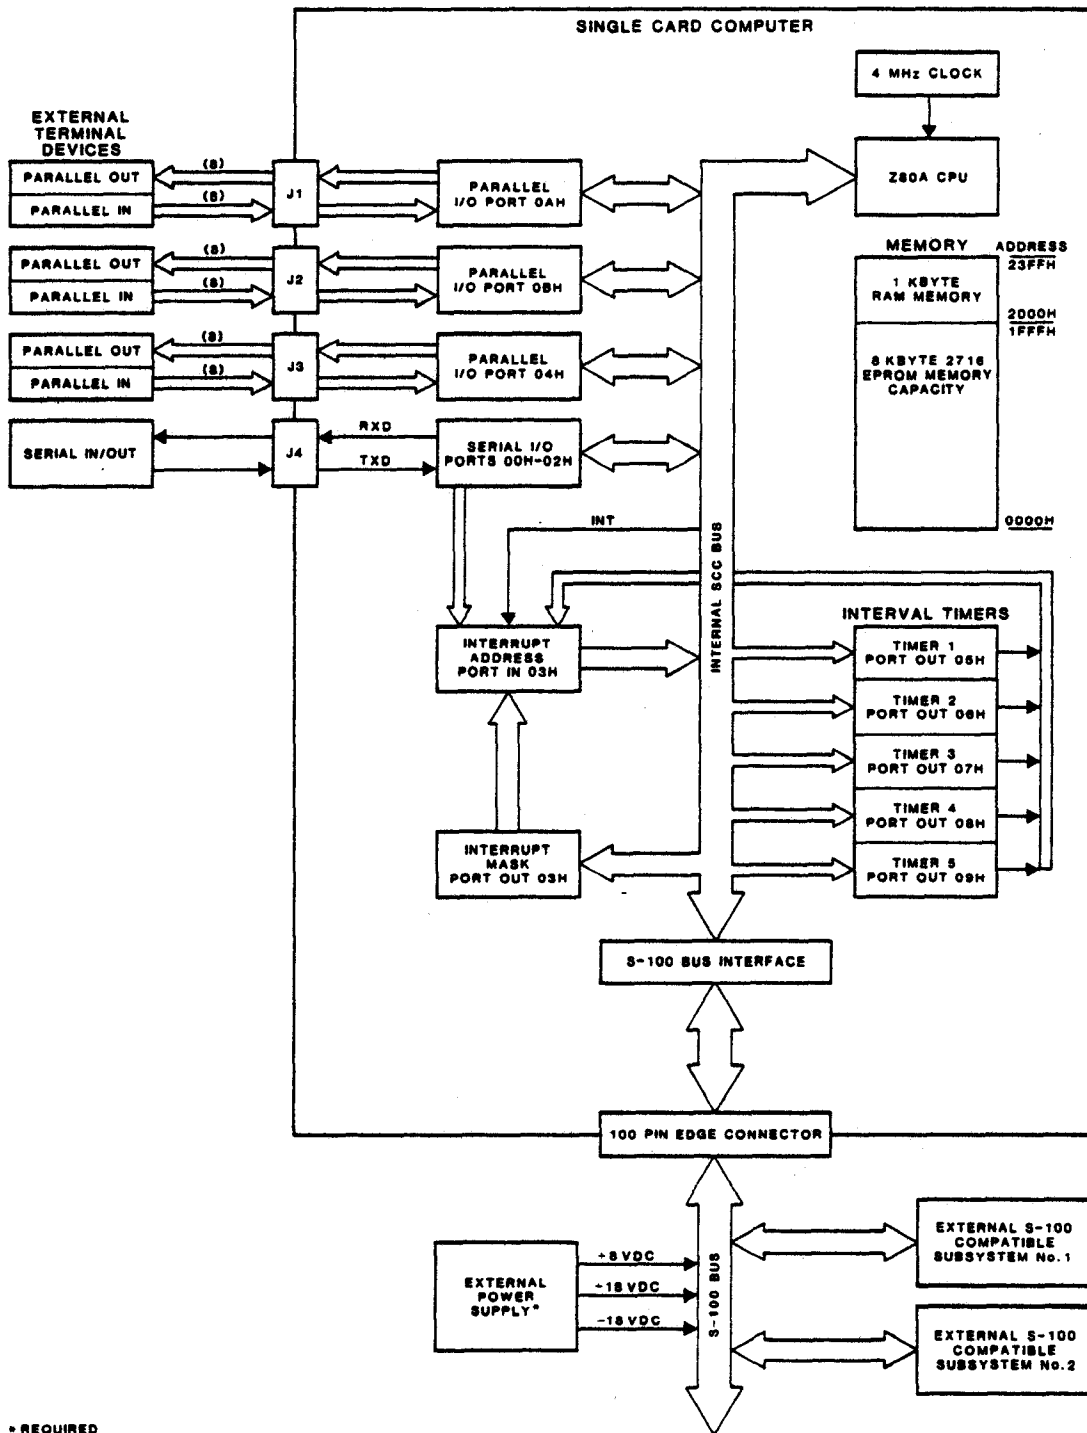 SINGLE CARD COMPUTER
4 MHz CLOCK
EXTERNAL
TERMINAL
DEVICES
PARALLEL OUT
(8)
PARALLEL IN
(8)
J1
PARALLEL
I/O PORT 0AH
Z80A CPU
PARALLEL OUT
(8)
PARALLEL IN
(8)
J2
PARALLEL
I/O PORT 0BH
MEMORY
ADDRESS
23FFH
1 KBYTE
RAM MEMORY
2000H
1FFFH
PARALLEL OUT
(8)
PARALLEL IN
(8)
J3
PARALLEL
I/O PORT 04H
8 KBYTE 2716
EPROM MEMORY
CAPACITY
SERIAL IN/OUT
J4
RXD
TXD
SERIAL I/O
PORTS 00H-02H
0000H
INT
INTERNAL SCC BUS
INTERRUPT
ADDRESS
PORT IN 03H
INTERVAL TIMERS
TIMER 1
PORT OUT 05H
TIMER 2
PORT OUT 06H
TIMER 3
PORT OUT 07H
TIMER 4
PORT OUT 08H
TIMER 5
PORT OUT 09H
INTERRUPT
MASK
PORT OUT 03H
S-100 BUS INTERFACE
100 PIN EDGE CONNECTOR
EXTERNAL
POWER
SUPPLY*
+8 VDC
+18 VDC
-18 VDC
S-100 BUS
EXTERNAL S-100
COMPATIBLE
SUBSYSTEM No.1
EXTERNAL S-100
COMPATIBLE
SUBSYSTEM No.2
* REQUIRED